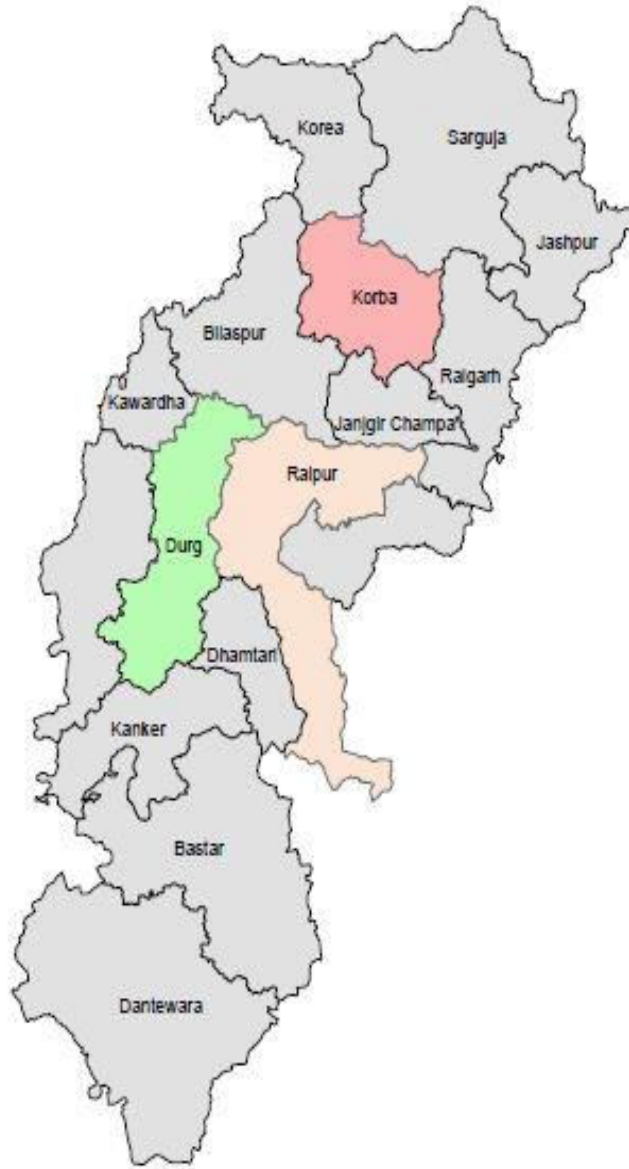 Korea
Sarguja
Jashpur
Korba
Bilaspur
Raigarh
Kawardha
Janjgir Champa
Raipur
Durg
Dhamtari
Kanker
Bastar
Dantewara